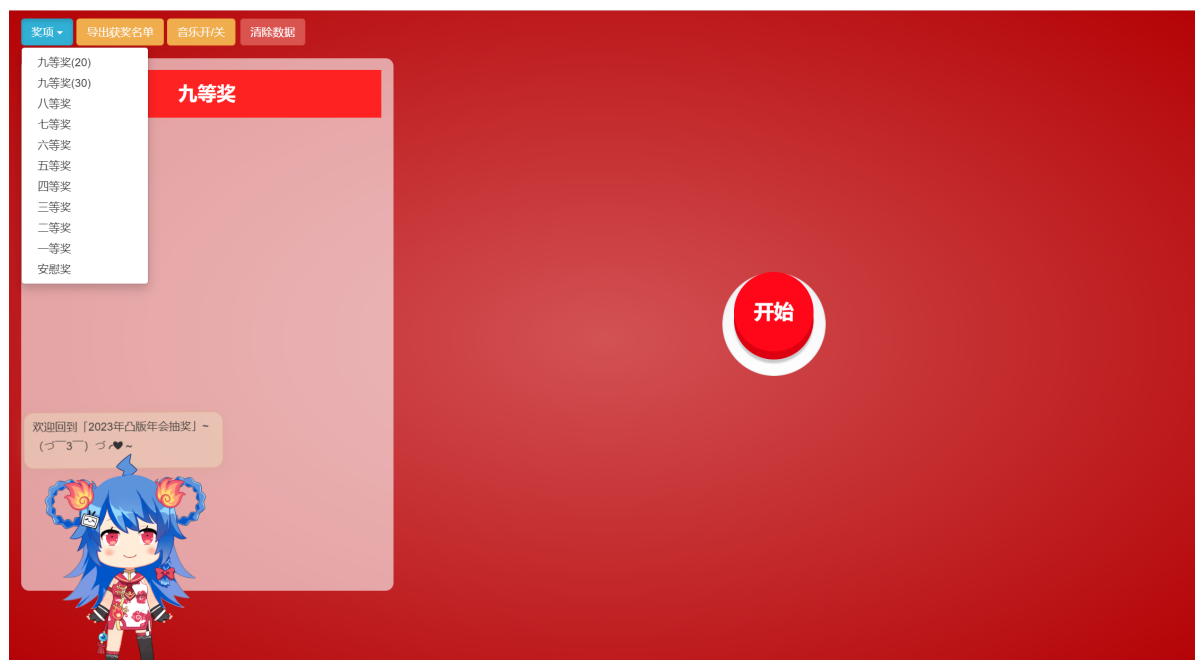 奖项
导出获奖名单
音乐开/关
清除数据
九等奖(20)
九等奖(30)
八等奖
七等奖
六等奖
五等奖
四等奖
三等奖
二等奖
一等奖
安慰奖
九等奖
开始
欢迎回到「2023年凸版年会抽奖」~
（づ￣3￣）づ╭❤~